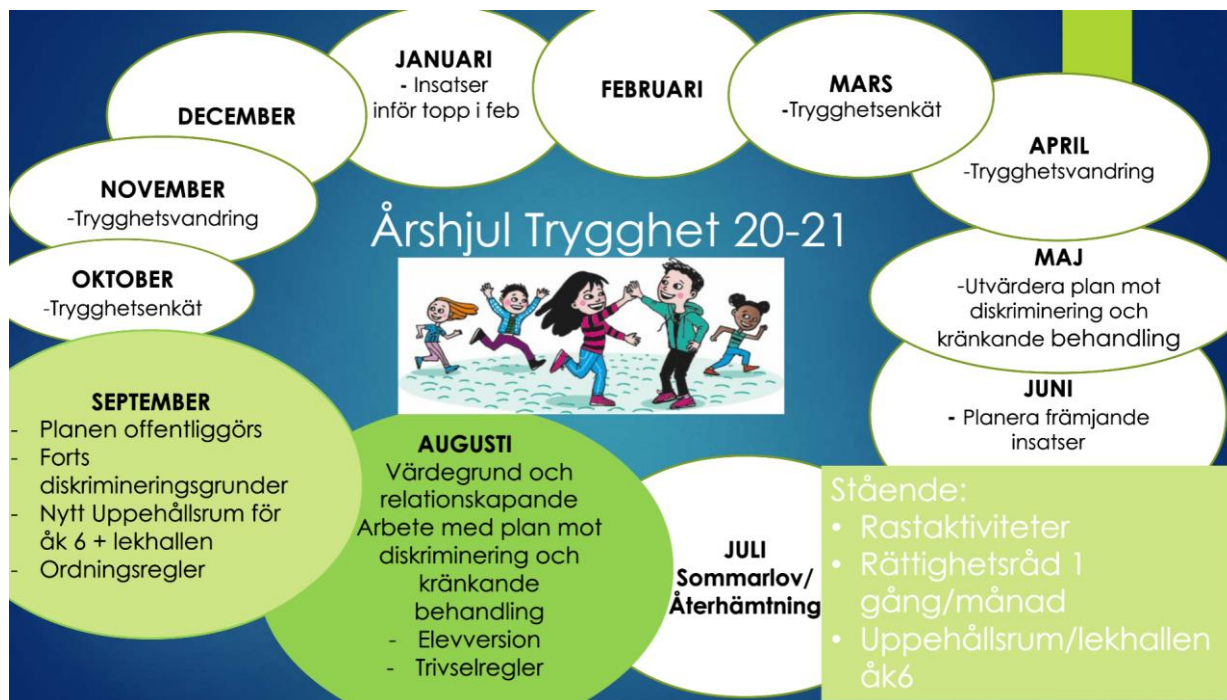 Årshjul Trygghet 20-21
JANUARI
- Insatser
inför topp i feb
FEBRUARI
MARS
-Trygghetsenkät
APRIL
-Trygghetsvandring
MAJ
-Utvärdera plan mot
diskriminering och
kränkande behandling
JUNI
- Planera främjande
insatser
JULI
Sommarlov/
Återhämtning
AUGUSTI
Värdegrund och
relationskapande
Arbete med plan mot
diskriminering och
kränkande
behandling
- Elevversion
- Trivselregler
SEPTEMBER
- Planen offentliggörs
- Forts
diskrimineringsgrunder
- Nytt Uppehållsrum för
åk 6 + lekhallen
- Ordningsregler
OKTOBER
-Trygghetsenkät
NOVEMBER
-Trygghetsvandring
DECEMBER
Stående:
• Rastaktiviteter
• Rättighetsråd 1
gång/månad
• Uppehållsrum/lekhallen
åk6